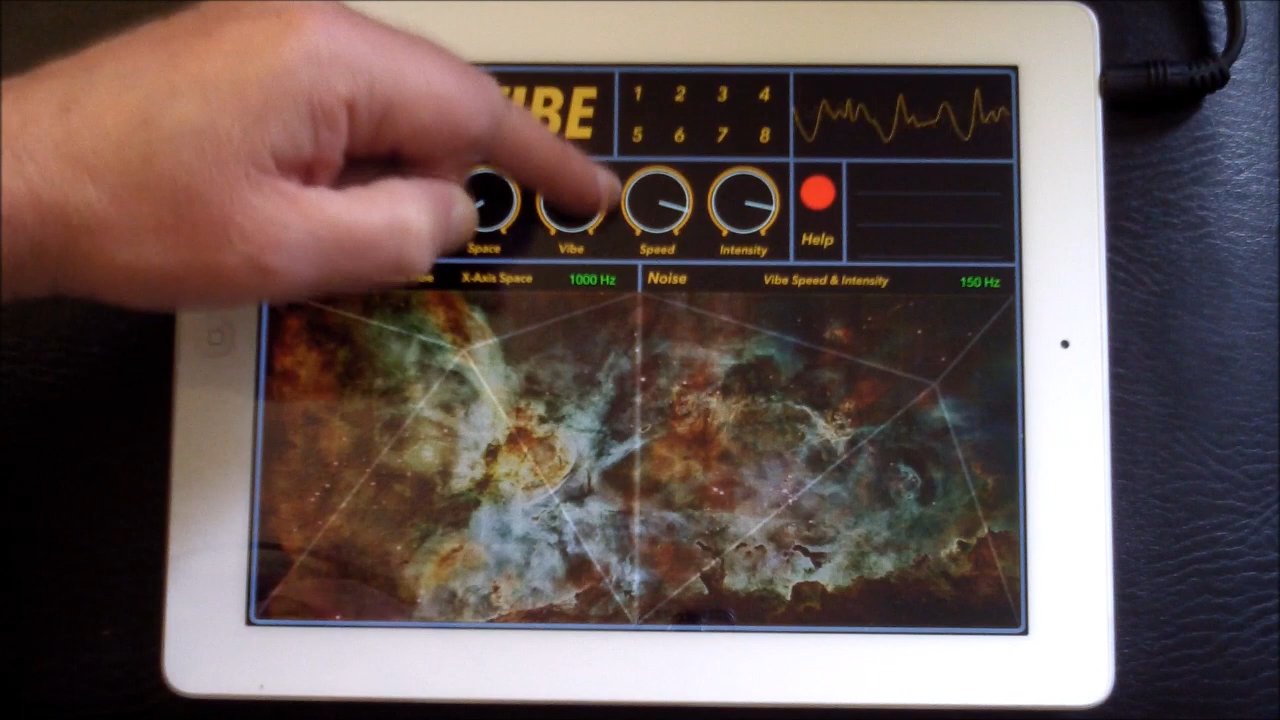 IBE
1 2 3 4
5 6 7 8
Space Vibe Speed Intensity
Help
X-Axis Space 1000 Hz Noise Vibe Speed & Intensity 150 Hz